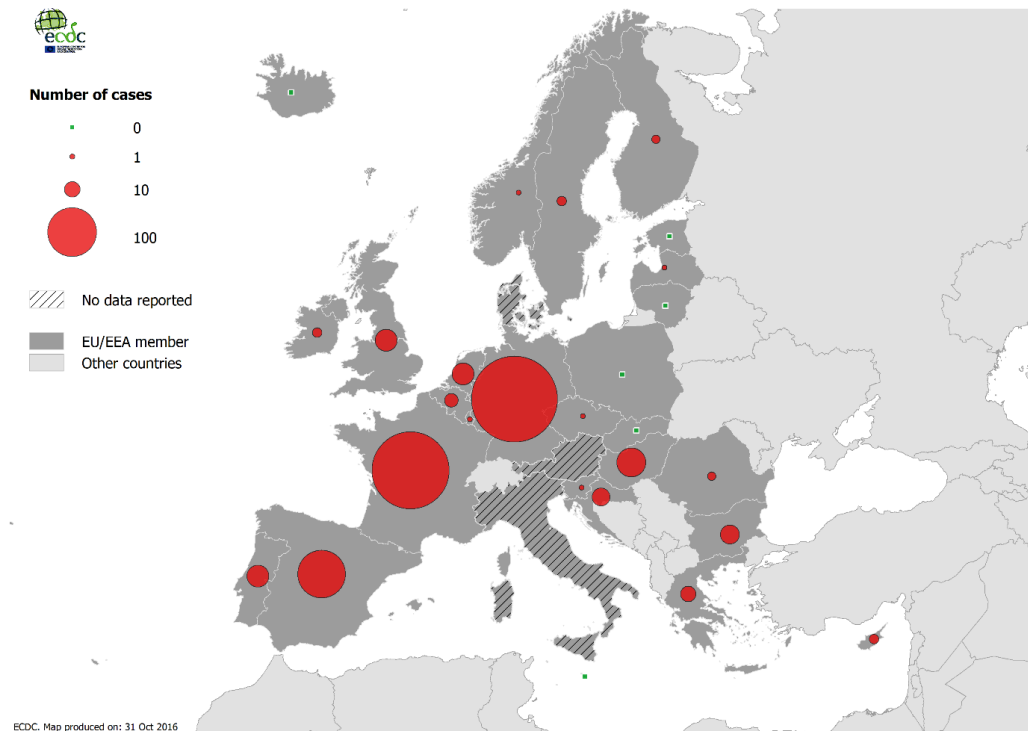 ecdc
Number of cases
0
1
10
100
No data reported
EU/EEA member
Other countries
ECDC. Map produced on: 31 Oct 2016